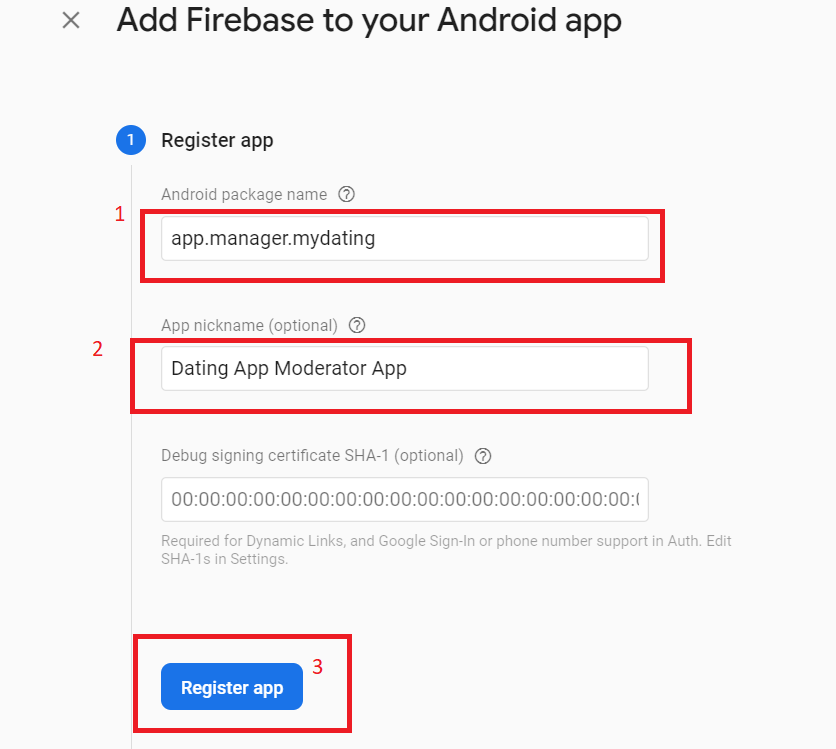 Add Firebase to your Android app
1 Register app
Android package name ?
1
app.manager.mydating
App nickname (optional) ?
2
Dating App Moderator App
Debug signing certificate SHA-1 (optional) ?
00:00:00:00:00:00:00:00:00:00:00:00:00:00:00:00:00:
Required for Dynamic Links, and Google Sign-In or phone number support in Auth. Edit
SHA-1s in Settings.
3
Register app